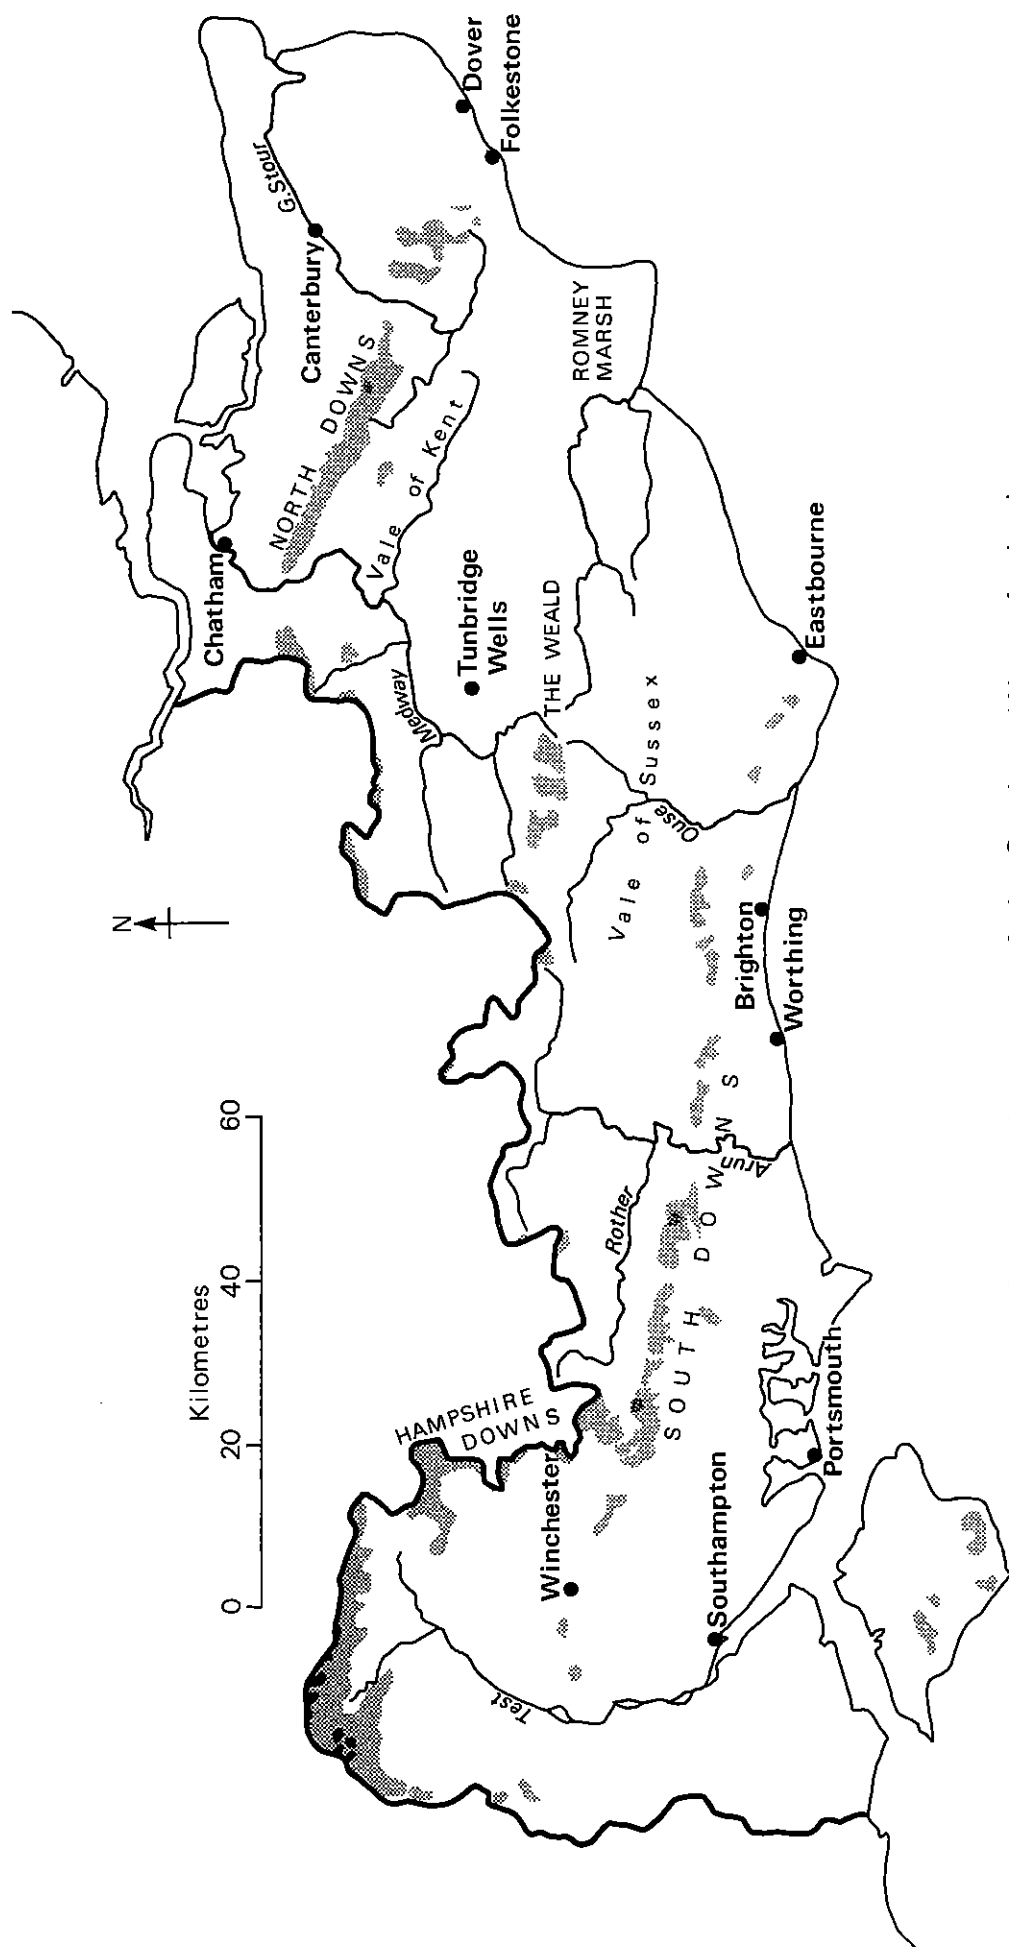 N
Kilometres
0 20 40 60
HAMPSHIRE
DOWNS
Winchester
Southampton
Portsmouth
Test
SOUTH DOWNS
Rother
Arun
Worthing
Brighton
Vale of Sussex
Ouse
Eastbourne
THE WEALD
Tunbridge
Wells
Medway
Chatham
NORTH DOWNS
Vale of Kent
Canterbury
G.Stour
ROMNEY
MARSH
Folkestone
Dover